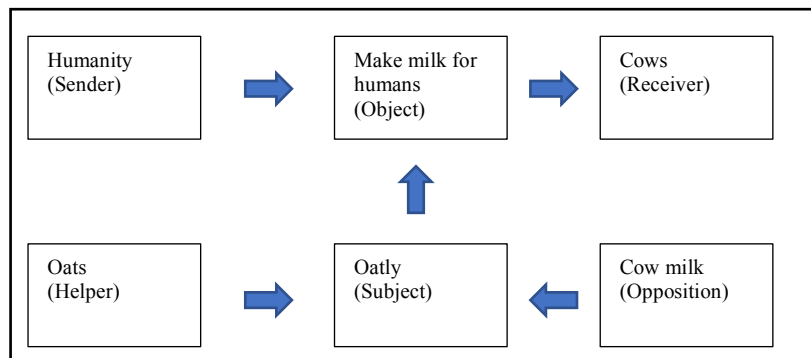 Humanity
(Sender)
Make milk for
humans
(Object)
Cows
(Receiver)
Oats
(Helper)
Oatly
(Subject)
Cow milk
(Opposition)